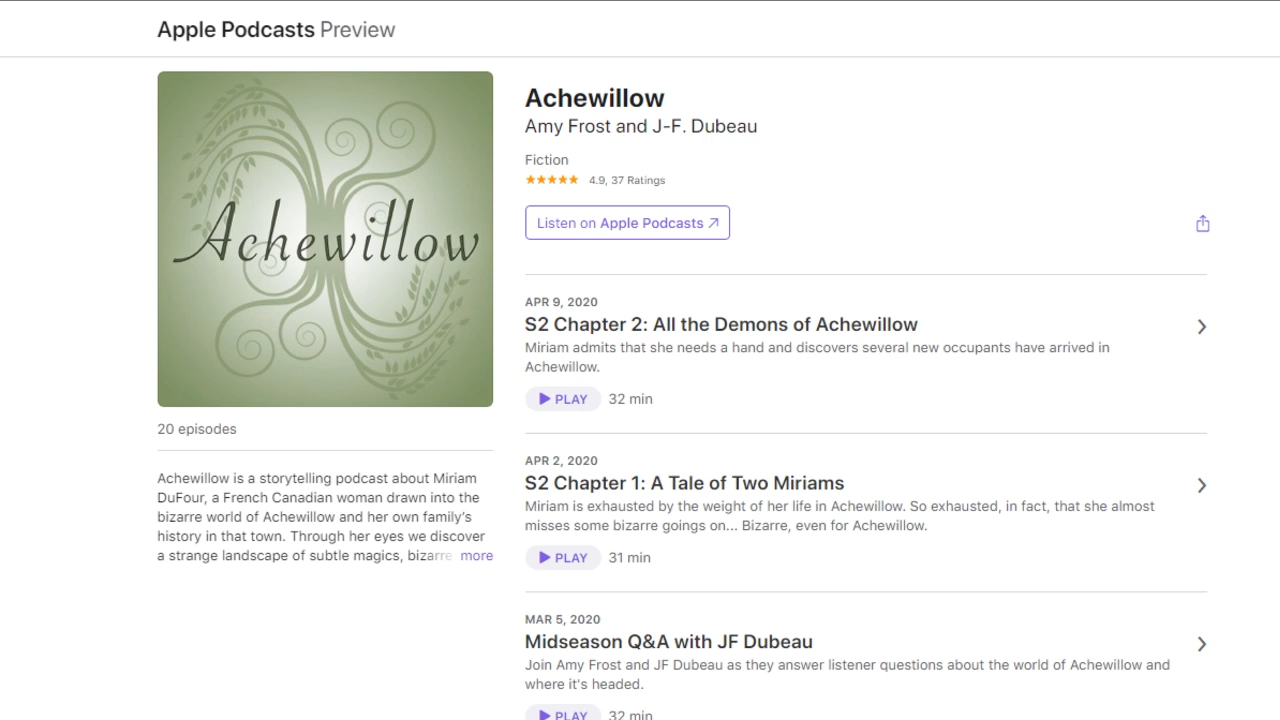 Apple Podcasts Preview
Achewillow
20 episodes
Achewillow is a storytelling podcast about Miriam
DuFour, a French Canadian woman drawn into the
bizarre world of Achewillow and her own family's
history in that town. Through her eyes we discover
a strange landscape of subtle magics, bizarre more
Achewillow
Amy Frost and J-F. Dubeau
Fiction
★★★★★ 4.9, 37 Ratings
Listen on Apple Podcasts ↗
APR 9, 2020
S2 Chapter 2: All the Demons of Achewillow
Miriam admits that she needs a hand and discovers several new occupants have arrived in
Achewillow.
PLAY 32 min
APR 2, 2020
S2 Chapter 1: A Tale of Two Miriams
Miriam is exhausted by the weight of her life in Achewillow. So exhausted, in fact, that she almost
misses some bizarre goings on... Bizarre, even for Achewillow.
PLAY 31 min
MAR 5, 2020
Midseason Q&A with JF Dubeau
Join Amy Frost and JF Dubeau as they answer listener questions about the world of Achewillow and
where it's headed.
PLAY 32 min